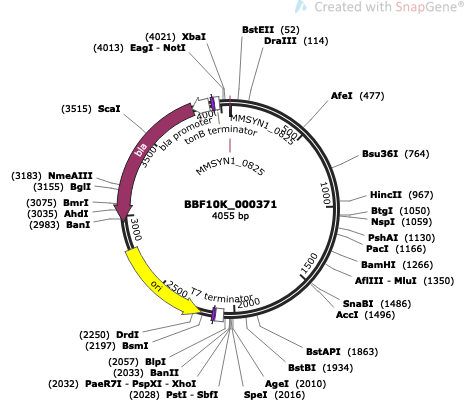 Created with SnapGene®
(4021) XbaI
(4013) EagI - NotI
BstEII (52)
DraIII (114)
AfeI (477)
Bsu36I (764)
HincII (967)
BtgI (1050)
NspI (1059)
PshAI (1130)
PacI (1166)
BamHI (1266)
AflIII - MluI (1350)
SnaBI (1486)
AccI (1496)
BstAPI (1863)
BstBI (1934)
AgeI (2010)
SpeI (2016)
(2028) PstI - SbfI
(2032) PaeR7I - PspXI - XhoI
(2033) BanII
(2057) BlpI
(2197) BsmI
(2250) DrdI
(2983) BanI
(3035) AhdI
(3075) BmrI
(3155) BglI
(3183) NmeAIII
(3515) ScaI
MMSYN1_0825
bla promoter
tonB terminator
MMSYN1_0825
bla
BBF10K_000371
4055 bp
ori
T7 terminator
500
1000
1500
2000
2500
3000
3500